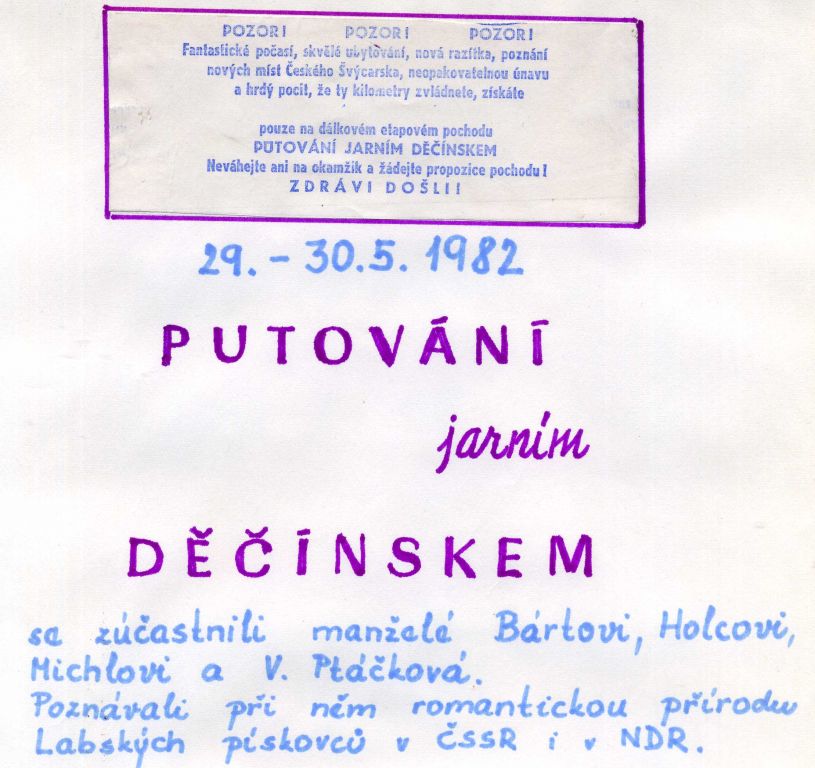 POZOR! POZOR! POZOR!
Fantastické počasí, skvělé ubytování, nová razítka, poznání
nových míst Českého Švýcarska, neopakovatelnou únavu
a hrdý pocit, že ty kilometry zvládnete, získáte
pouze na dálkovém etapovém pochodu
PUTOVÁNÍ JARNÍM DĚČÍNSKEM
Neváhejte ani na okamžik a žádejte propozice pochodu!
ZDRÁVI DOŠLI!
29. - 30.5. 1982
PUTOVÁNÍ
jarním
DĚČÍNSKEM
se zúčastnili manželé Bártovi, Holcovi,
Michlovi a V. Ptáčková.
Poznávali při něm romantickou přírodu
Labských pískovců v ČSSR i v NDR.